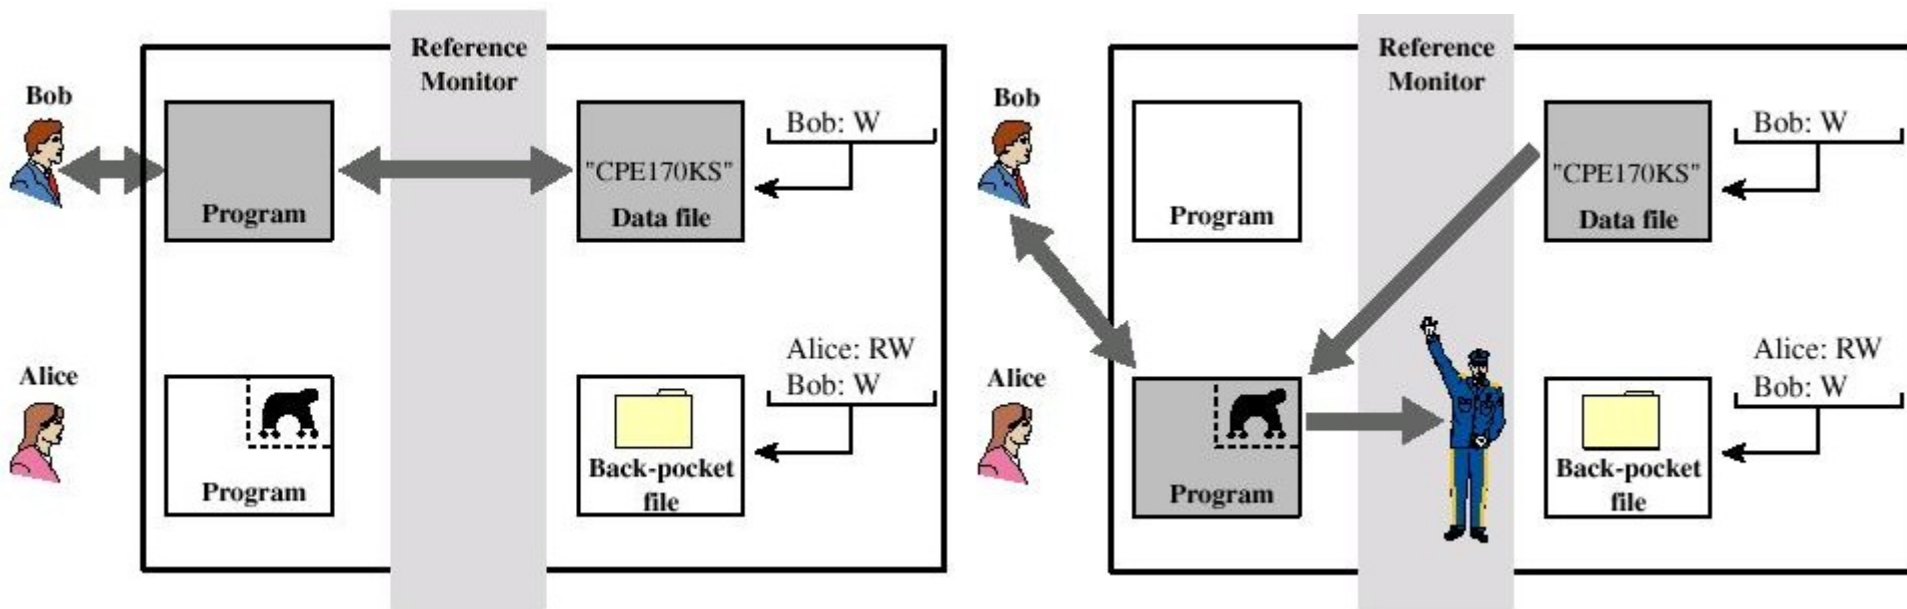 Reference
Monitor
Bob
Bob: W
"CPE170KS"
Program
Data file
Alice: RW
Bob: W
Alice
Program
Back-pocket
file
Reference
Monitor
Bob
Bob: W
"CPE170KS"
Program
Data file
Alice: RW
Bob: W
Alice
Program
Back-pocket
file